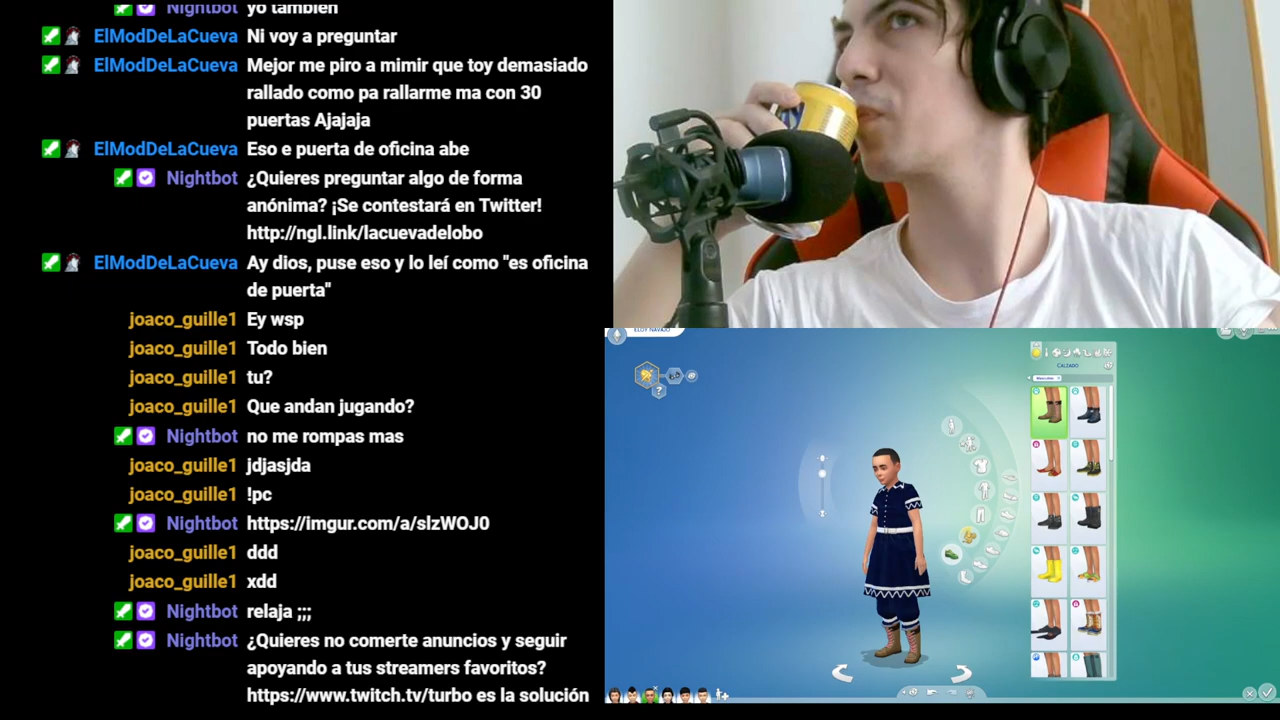 Nightbot yo también
ElModDeLaCueva Ni voy a preguntar
ElModDeLaCueva Mejor me piro a mimir que toy demasiado
rallado como pa rallarme ma con 30
puertas Ajajaja
ElModDeLaCueva Eso e puerta de oficina abe
Nightbot ¿Quieres preguntar algo de forma
anónima? ¡Se contestará en Twitter!
http://ngl.link/lacuevadelobo
ElModDeLaCueva Ay dios, puse eso y lo leí como "es oficina
de puerta"
joaco_guille1 Ey wsp
joaco_guille1 Todo bien
joaco_guille1 tu?
joaco_guille1 Que andan jugando?
Nightbot no me rompas mas
joaco_guille1 jdjasjda
joaco_guille1 !pc
Nightbot https://imgur.com/a/slzWOJ0
joaco_guille1 ddd
joaco_guille1 xdd
Nightbot relaja ;;;
Nightbot ¿Quieres no comerte anuncios y seguir
apoyando a tus streamers favoritos?
https://www.twitch.tv/turbo es la solución
ELOY NAVAJO
CALZADO